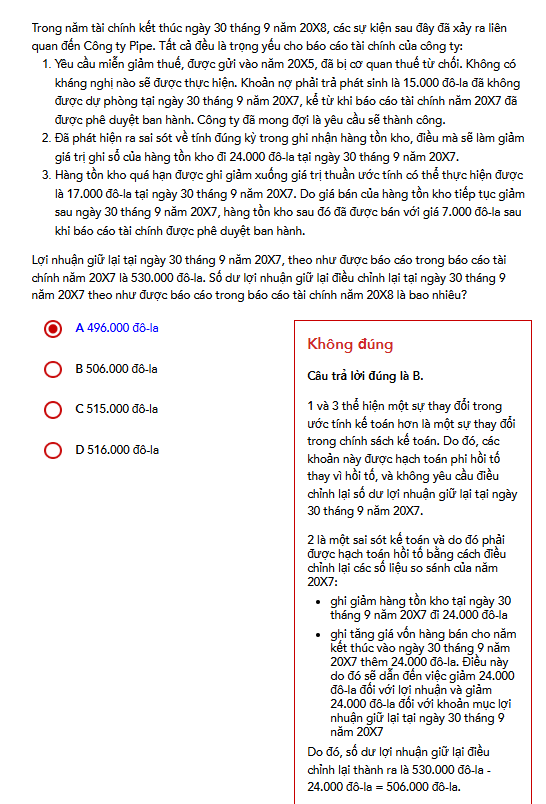 Trong năm tài chính kết thúc ngày 30 tháng 9 năm 20X8, các sự kiện sau đây đã xảy ra liên
quan đến Công ty Pipe. Tất cả đều là trọng yếu cho báo cáo tài chính của công ty:
1. Yêu cầu miễn giảm thuế, được gửi vào năm 20X5, đã bị cơ quan thuế từ chối. Không có
kháng nghị nào sẽ được thực hiện. Khoản nợ phải trả phát sinh là 15.000 đô-la đã không
được dự phòng tại ngày 30 tháng 9 năm 20X7, kể từ khi báo cáo tài chính năm 20X7 đã
được phê duyệt ban hành. Công ty đã mong đợi là yêu cầu sẽ thành công.
2. Đã phát hiện ra sai sót về tính đúng kỳ trong ghi nhận hàng tồn kho, điều mà sẽ làm giảm
giá trị ghi sổ của hàng tồn kho đi 24.000 đô-la tại ngày 30 tháng 9 năm 20X7.
3. Hàng tồn kho quá hạn được ghi giảm xuống giá trị thuần ước tính có thể thực hiện được
là 17.000 đô-la tại ngày 30 tháng 9 năm 20X7. Do giá bán của hàng tồn kho tiếp tục giảm
sau ngày 30 tháng 9 năm 20X7, hàng tồn kho sau đó đã được bán với giá 7.000 đô-la sau
khi báo cáo tài chính được phê duyệt ban hành.
Lợi nhuận giữ lại tại ngày 30 tháng 9 năm 20X7, theo như được báo cáo trong báo cáo tài
chính năm 20X7 là 530.000 đô-la. Số dư lợi nhuận giữ lại điều chỉnh lại tại ngày 30 tháng 9
năm 20X7 theo như được báo cáo trong báo cáo tài chính năm 20X8 là bao nhiêu?
A 496.000 đô-la
B 506.000 đô-la
C 515.000 đô-la
D 516.000 đô-la
Không đúng
Câu trả lời đúng là B.
1 và 3 thể hiện một sự thay đổi trong
ước tính kế toán hơn là một sự thay đổi
trong chính sách kế toán. Do đó, các
khoản này được hạch toán phi hồi tố
thay vì hồi tố, và không yêu cầu điều
chỉnh lại số dư lợi nhuận giữ lại tại ngày
30 tháng 9 năm 20X7.
2 là một sai sót kế toán và do đó phải
được hạch toán hồi tố bằng cách điều
chỉnh lại các số liệu so sánh của năm
20X7:
• ghi giảm hàng tồn kho tại ngày 30
tháng 9 năm 20X7 đi 24.000 đô-la
• ghi tăng giá vốn hàng bán cho năm
kết thúc vào ngày 30 tháng 9 năm
20X7 thêm 24.000 đô-la. Điều này
do đó sẽ dẫn đến việc giảm 24.000
đô-la đối với lợi nhuận và giảm
24.000 đô-la đối với khoản mục lợi
nhuận giữ lại tại ngày 30 tháng 9
năm 20X7
Do đó, số dư lợi nhuận giữ lại điều
chỉnh lại thành ra là 530.000 đô-la -
24.000 đô-la = 506.000 đô-la.